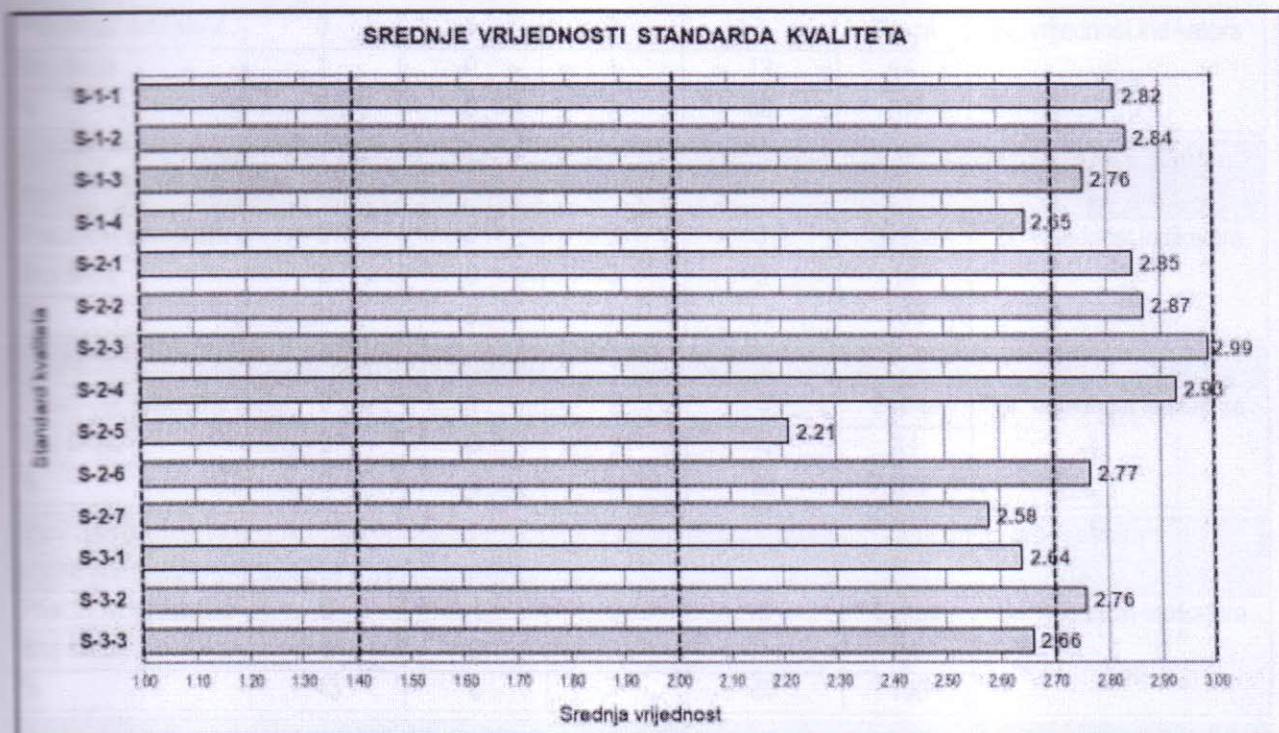 SREDNJE VRIJEDNOSTI STANDARDA KVALITETA
S-1-1 2.82
S-1-2 2.84
S-1-3 2.76
S-1-4 2.65
S-2-1 2.85
S-2-2 2.87
S-2-3 2.99
S-2-4 2.93
S-2-5 2.21
S-2-6 2.77
S-2-7 2.58
S-3-1 2.64
S-3-2 2.76
S-3-3 2.66
Standard kvaliteta
1.00 1.10 1.20 1.30 1.40 1.50 1.60 1.70 1.80 1.90 2.00 2.10 2.20 2.30 2.40 2.50 2.60 2.70 2.80 2.90 3.00
Srednja vrijednost